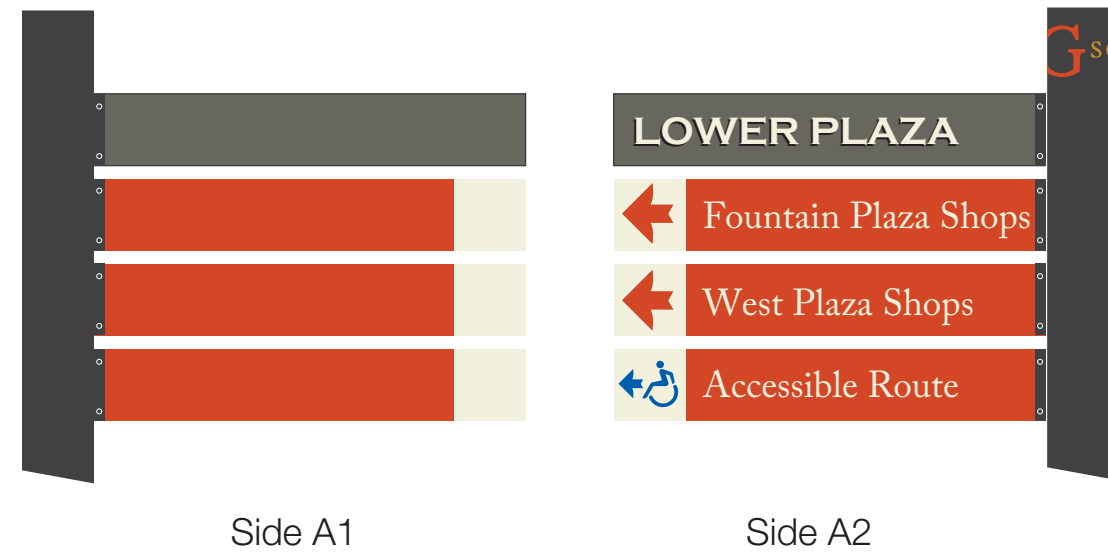 G
LOWER PLAZA
Fountain Plaza Shops
West Plaza Shops
Accessible Route
Side A1
Side A2